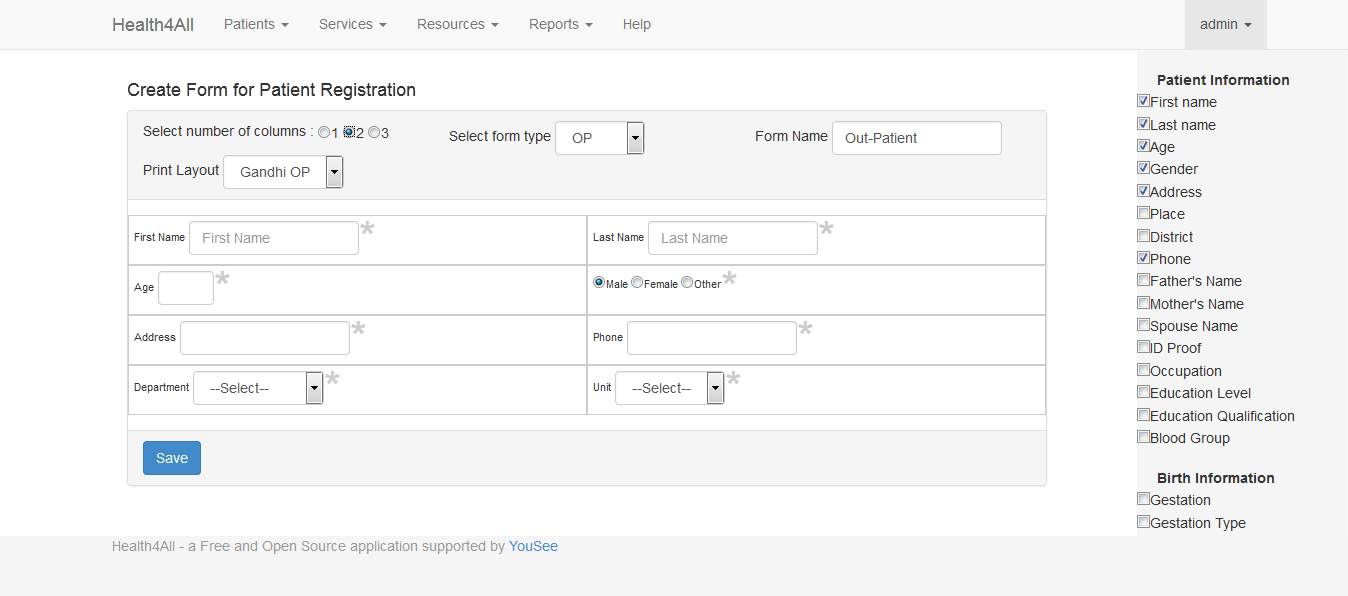 Health4All Patients Services Resources Reports Help admin
Create Form for Patient Registration
Select number of columns : 1 2 3 Select form type OP Form Name Out-Patient
Print Layout Gandhi OP
First Name First Name * Last Name Last Name *
Age * Male Female Other *
Address * Phone *
Department --Select-- * Unit --Select-- *
Save
Patient Information
First name
Last name
Age
Gender
Address
Place
District
Phone
Father's Name
Mother's Name
Spouse Name
ID Proof
Occupation
Education Level
Education Qualification
Blood Group
Birth Information
Gestation
Gestation Type
Health4All - a Free and Open Source application supported by YouSee